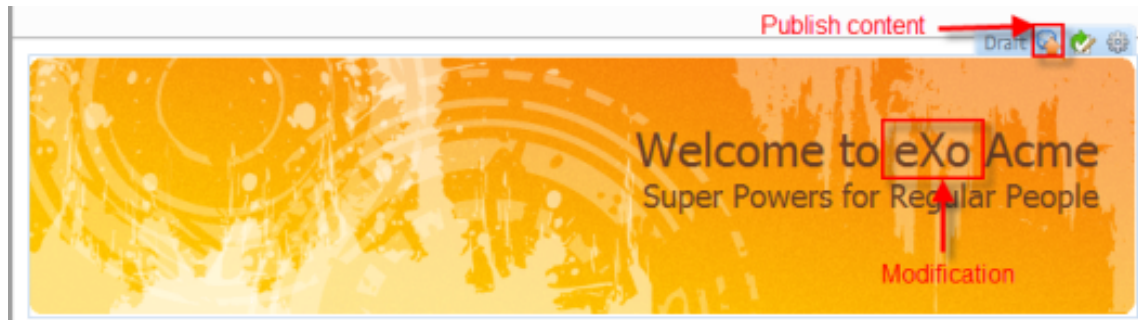 Publish content
Draft
Welcome to eXo Acme
Super Powers for Regular People
Modification